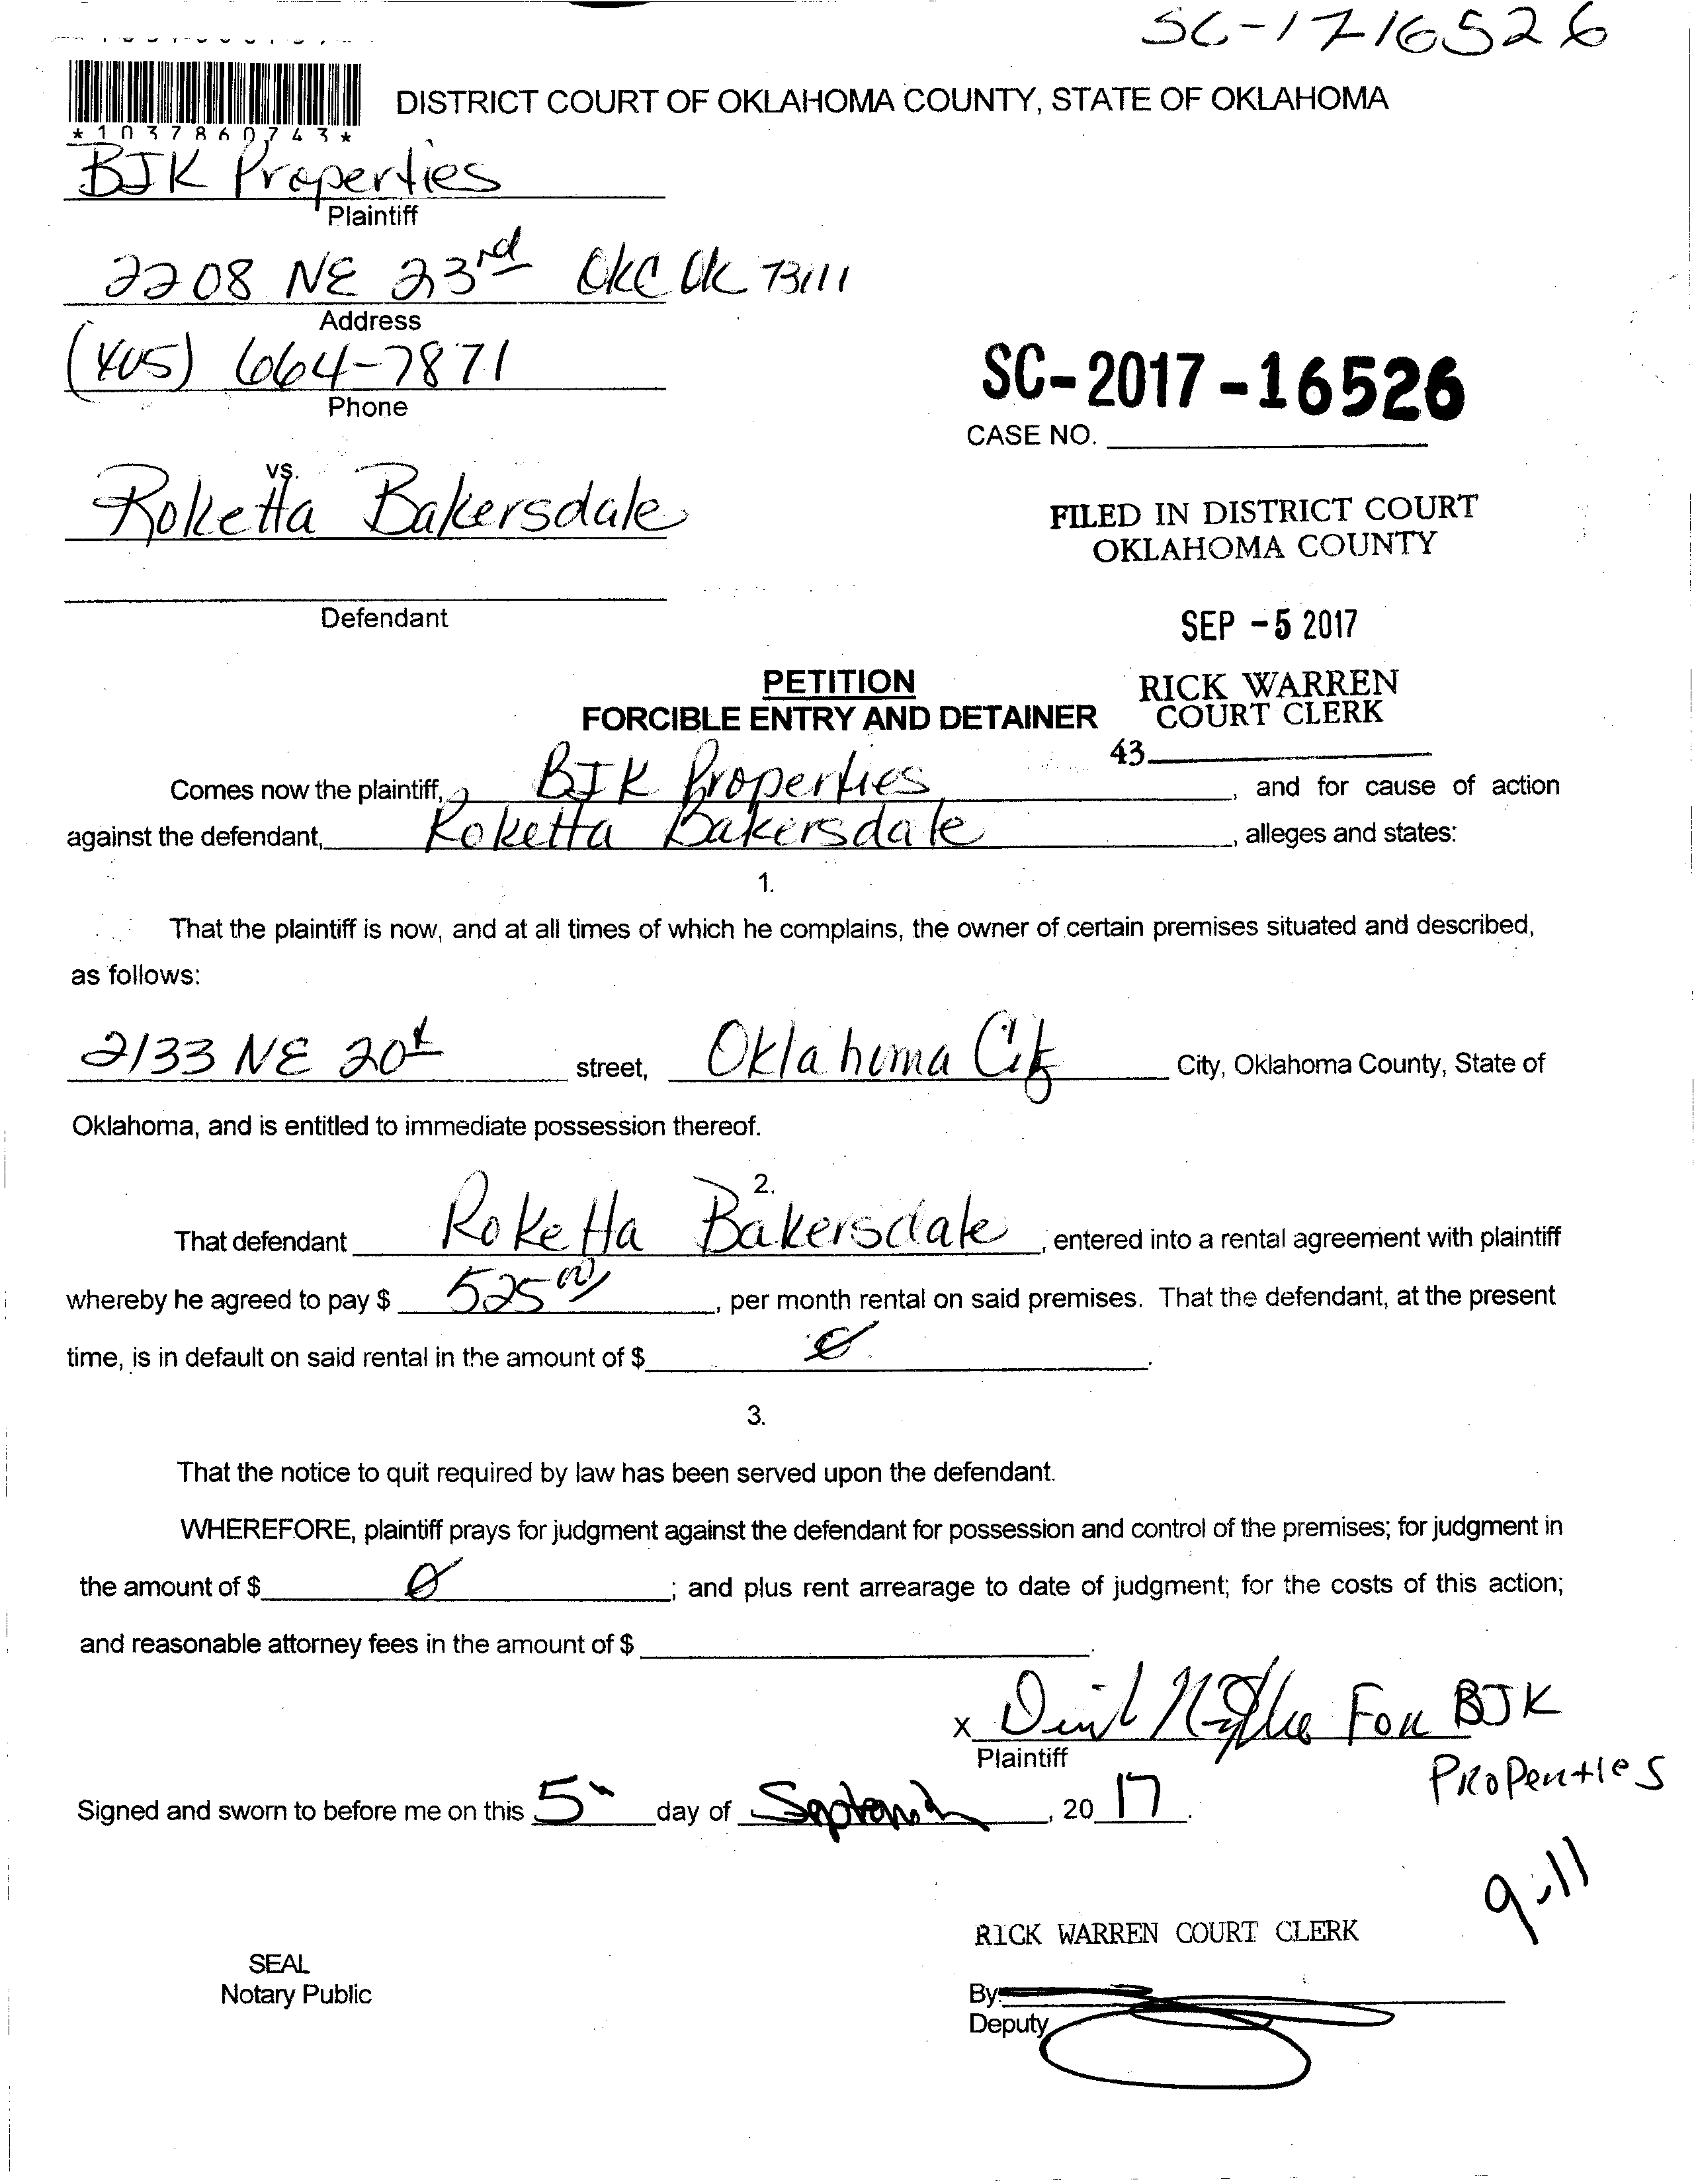 SC-1716526
*1037860743*
DISTRICT COURT OF OKLAHOMA COUNTY, STATE OF OKLAHOMA
BJK Properties
Plaintiff
2208 NE 23rd OKC OK 73111
Address
(405) 664-7871
Phone
SC-2017-16526
CASE NO.
vs.
Roketta Bakersdale
FILED IN DISTRICT COURT
OKLAHOMA COUNTY
Defendant
SEP -5 2017
PETITION
FORCIBLE ENTRY AND DETAINER
RICK WARREN
COURT CLERK
43
Comes now the plaintiff, BJK Properties, and for cause of action
against the defendant, Roketta Bakersdale, alleges and states:
1.
That the plaintiff is now, and at all times of which he complains, the owner of certain premises situated and described,
as follows:
2133 NE 20th street, Oklahoma City City, Oklahoma County, State of
Oklahoma, and is entitled to immediate possession thereof.
2.
That defendant Roketta Bakersdale, entered into a rental agreement with plaintiff
whereby he agreed to pay $ 525 00, per month rental on said premises. That the defendant, at the present
time, is in default on said rental in the amount of $ 0.
3.
That the notice to quit required by law has been served upon the defendant.
WHEREFORE, plaintiff prays for judgment against the defendant for possession and control of the premises; for judgment in
the amount of $ 0; and plus rent arrearage to date of judgment; for the costs of this action;
and reasonable attorney fees in the amount of $ .
x For BJK
Plaintiff
Properties
Signed and sworn to before me on this 5th day of September, 20 17.
9-11
RICK WARREN COURT CLERK
SEAL
Notary Public
By:
Deputy